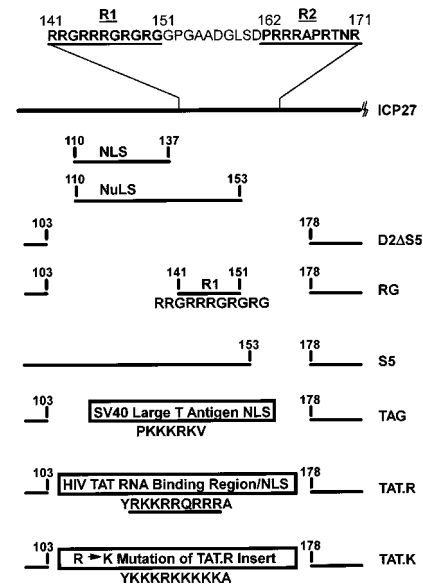 R1 R2
141 151 162 171
RRGRRRGRGRGGPGAADGLSDPRRRAPRTNR
ICP27
110 137
NLS
110 153
NuLS
103 178
D2ΔS5
103 141 151 178
R1
RG
RRGRRRGRGRG
153 178
S5
103 178
SV40 Large T Antigen NLS
TAG
PKKKRKV
103 178
HIV TAT RNA Binding Region/NLS
TAT.R
YRKKRRQRRRA
103 178
R ➛ K Mutation of TAT.R Insert
TAT.K
YKKKRKKKKKA